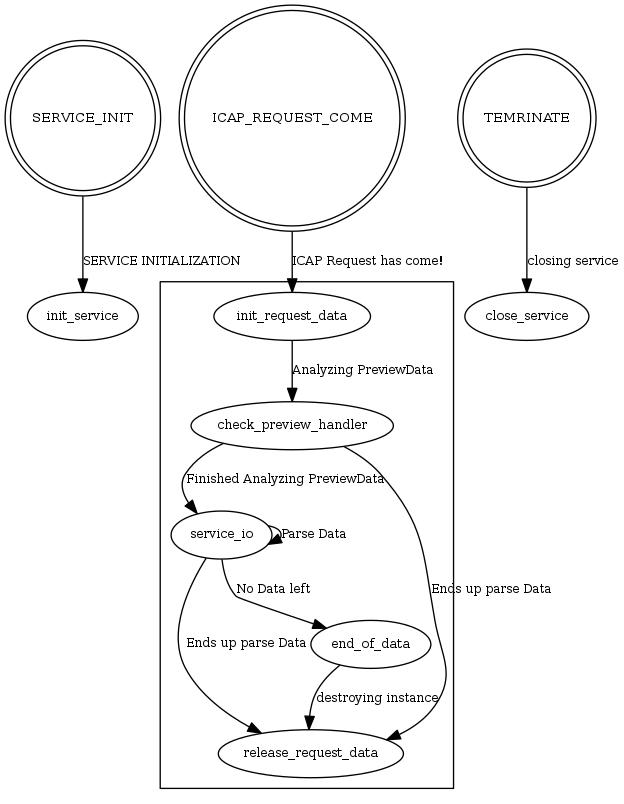 SERVICE_INIT
ICAP_REQUEST_COME
TEMRINATE
SERVICE INITIALIZATION
ICAP Request has come!
closing service
init_service
init_request_data
close_service
Analyzing PreviewData
check_preview_handler
Finished Analyzing PreviewData
service_io
Parse Data
No Data left
Ends up parse Data
Ends up parse Data
end_of_data
destroying instance
release_request_data